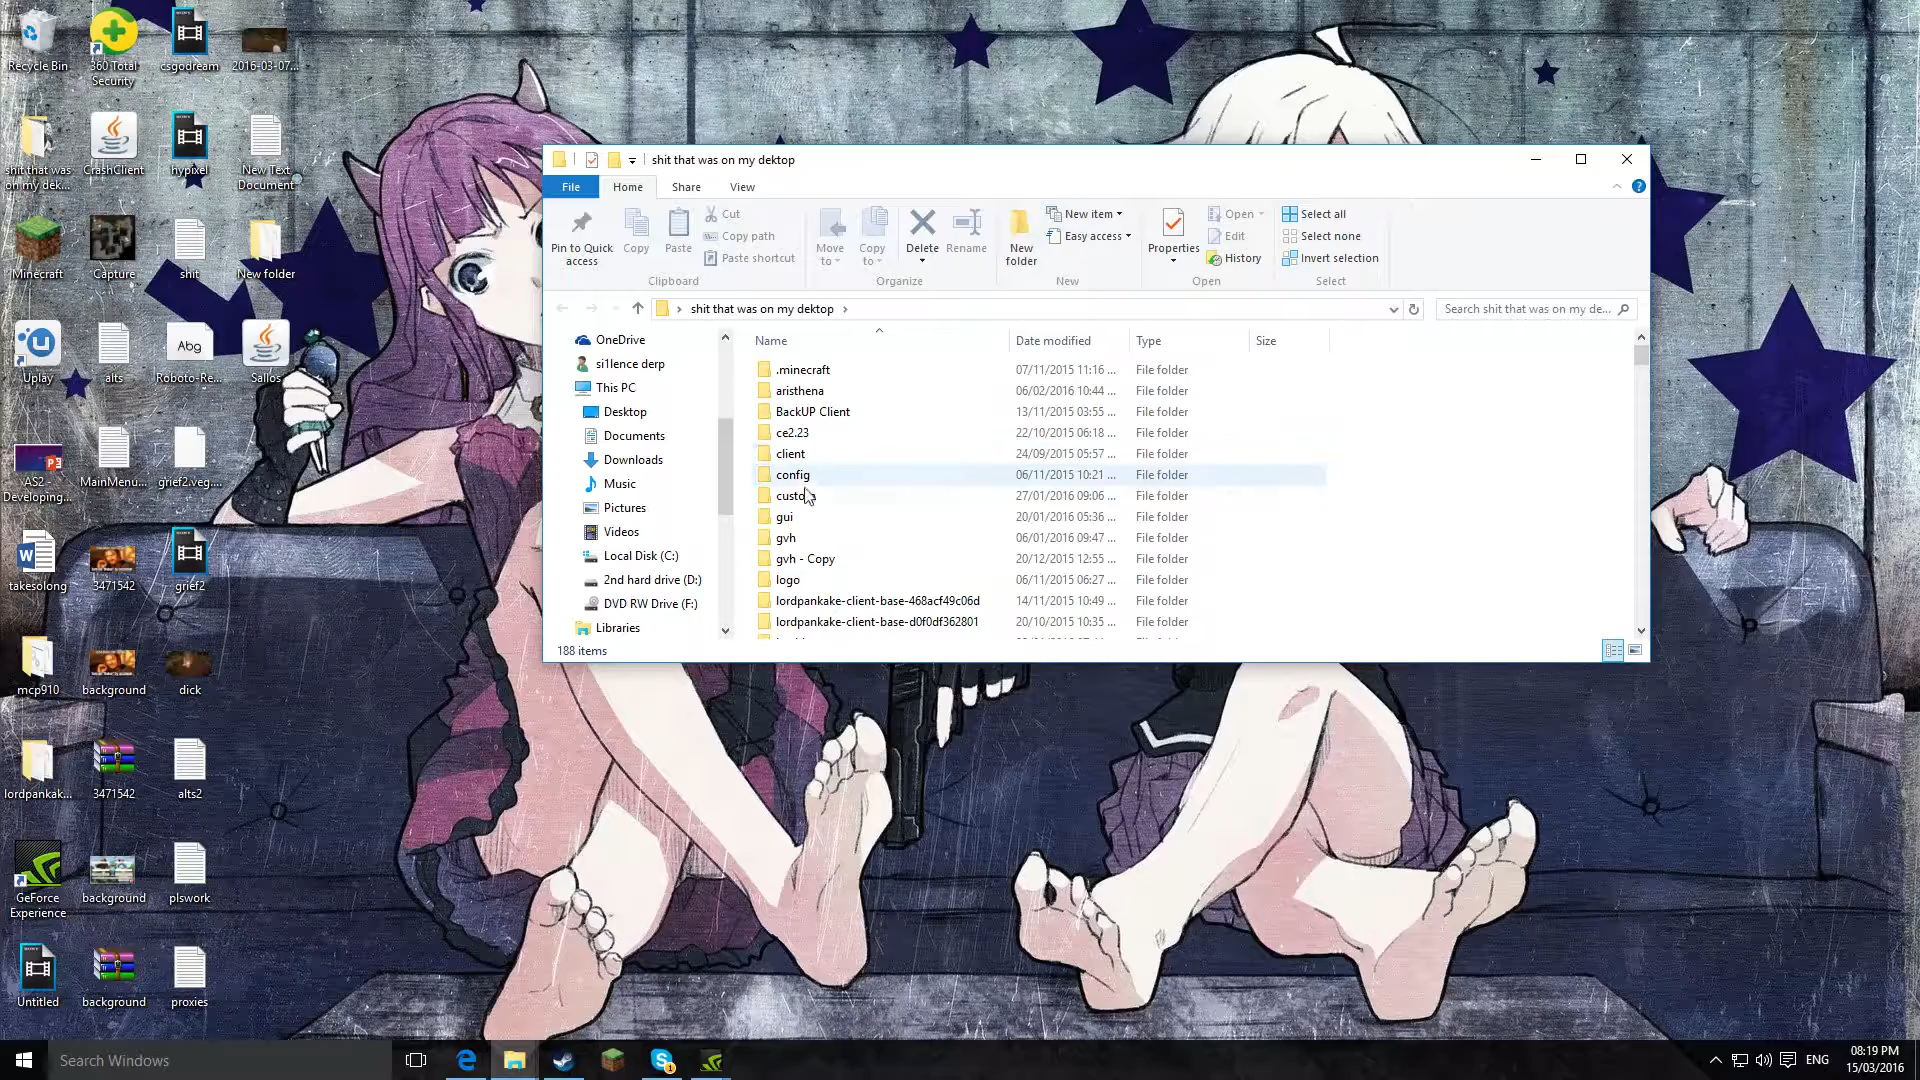 Recycle Bin
360 Total
Security
csgodream
2016-03-07...
shit that was
on my dek...
CrashClient
hypixel
New Text
Document
Minecraft
Capture
shit
New folder
Uplay
alts
Abg
Roboto-Re...
Sallos
AS2 -
Developing...
MainMenu...
grief2.veg....
takesolong
3471542
grief2
mcp910
background
dick
lordpankak...
3471542
alts2
GeForce
Experience
background
plswork
Untitled
background
proxies
shit that was on my dektop
File
Home
Share
View
Pin to Quick
access
Copy
Paste
Cut
Copy path
Paste shortcut
Clipboard
Move
to
Copy
to
Delete
Rename
Organize
New
folder
New item
Easy access
New
Properties
Open
Edit
History
Open
Select all
Select none
Invert selection
Select
shit that was on my dektop
Search shit that was on my de...
OneDrive
si1lence derp
This PC
Desktop
Documents
Downloads
Music
Pictures
Videos
Local Disk (C:)
2nd hard drive (D:)
DVD RW Drive (F:)
Libraries
Name Date modified Type Size
.minecraft 07/11/2015 11:16 ... File folder
aristhena 06/02/2016 10:44 ... File folder
BackUP Client 13/11/2015 03:55 ... File folder
ce2.23 22/10/2015 06:18 ... File folder
client 24/09/2015 05:57 ... File folder
config 06/11/2015 10:21 ... File folder
27/01/2016 09:06 ... File folder
gui 20/01/2016 05:36 ... File folder
gvh 06/01/2016 09:47 ... File folder
gvh - Copy 20/12/2015 12:55 ... File folder
logo 06/11/2015 06:27 ... File folder
lordpankake-client-base-468acf49c06d 14/11/2015 10:49 ... File folder
lordpankake-client-base-d0f0df362801 20/10/2015 10:35 ... File folder
188 items
Search Windows
ENG
08:19 PM
15/03/2016